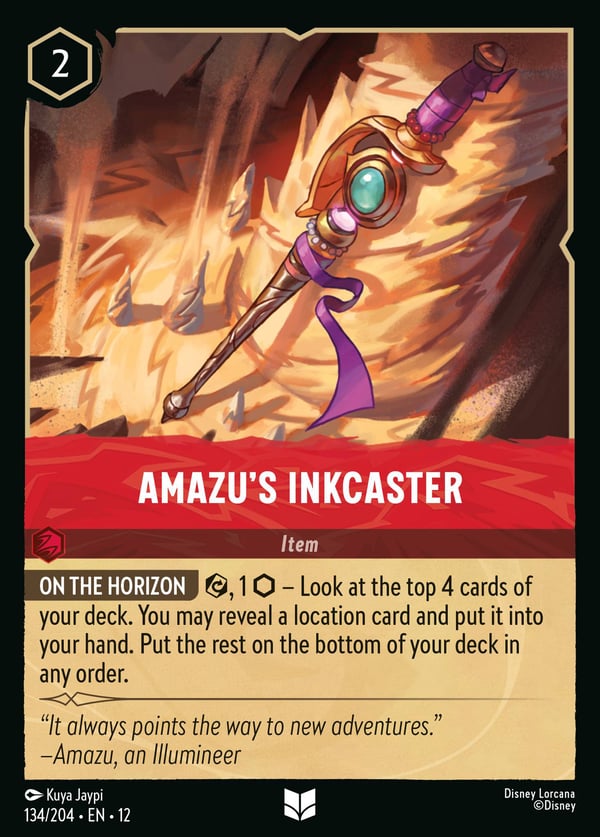 2
AMAZU'S INKCASTER
Item
ON THE HORIZON , 1 – Look at the top 4 cards of
your deck. You may reveal a location card and put it into
your hand. Put the rest on the bottom of your deck in
any order.
“It always points the way to new adventures.”
–Amazu, an Illumineer
Kuya Jaypi
134/204 • EN • 12
Disney Lorcana
©Disney